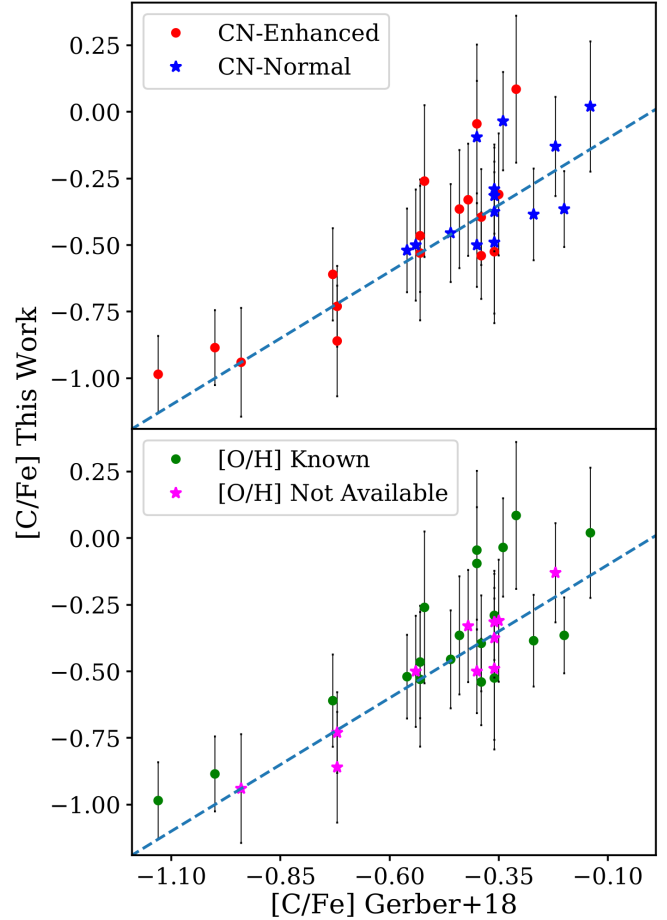 CN-Enhanced
CN-Normal
0.25
0.00
−0.25
−0.50
−0.75
−1.00
[C/Fe] This Work
[O/H] Known
[O/H] Not Available
0.25
0.00
−0.25
−0.50
−0.75
−1.00
−1.10 −0.85 −0.60 −0.35 −0.10
[C/Fe] Gerber+18